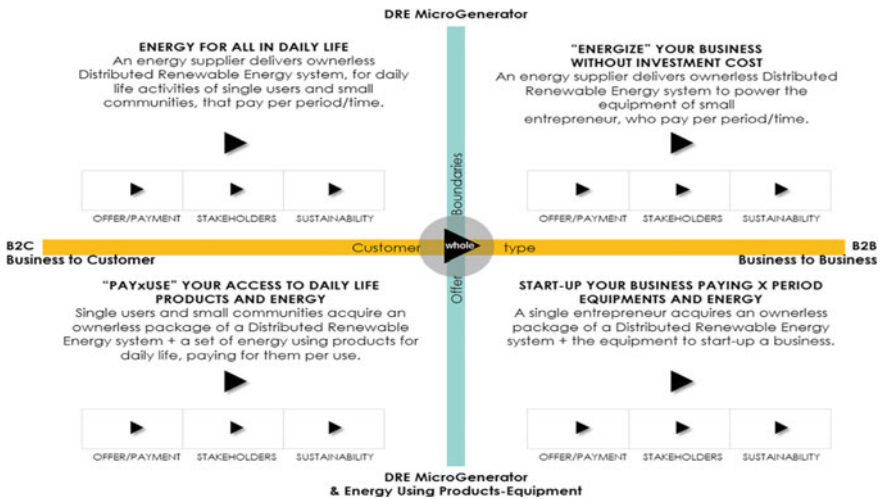 DRE MicroGenerator
ENERGY FOR ALL IN DAILY LIFE
An energy supplier delivers ownerless
Distributed Renewable Energy system, for daily
life activities of single users and small
communities, that pay per period/time.
OFFER/PAYMENT STAKEHOLDERS SUSTAINABILITY
"ENERGIZE" YOUR BUSINESS
WITHOUT INVESTMENT COST
An energy supplier delivers ownerless Distributed
Renewable Energy system to power the
equipment of small
entrepreneur, who pay per period/time.
OFFER/PAYMENT STAKEHOLDERS SUSTAINABILITY
B2C
Business to Customer
Customer type
whole
Offer Boundaries
B2B
Business to Business
"PAYxUSE" YOUR ACCESS TO DAILY LIFE
PRODUCTS AND ENERGY
Single users and small communities acquire an
ownerless package of a Distributed Renewable
Energy system + a set of energy using products for
daily life, paying for them per use.
OFFER/PAYMENT STAKEHOLDERS SUSTAINABILITY
START-UP YOUR BUSINESS PAYING X PERIOD
EQUIPMENTS AND ENERGY
A single entrepreneur acquires an ownerless
package of a Distributed Renewable Energy
system + the equipment to start-up a business.
OFFER/PAYMENT STAKEHOLDERS SUSTAINABILITY
DRE MicroGenerator
& Energy Using Products-Equipment